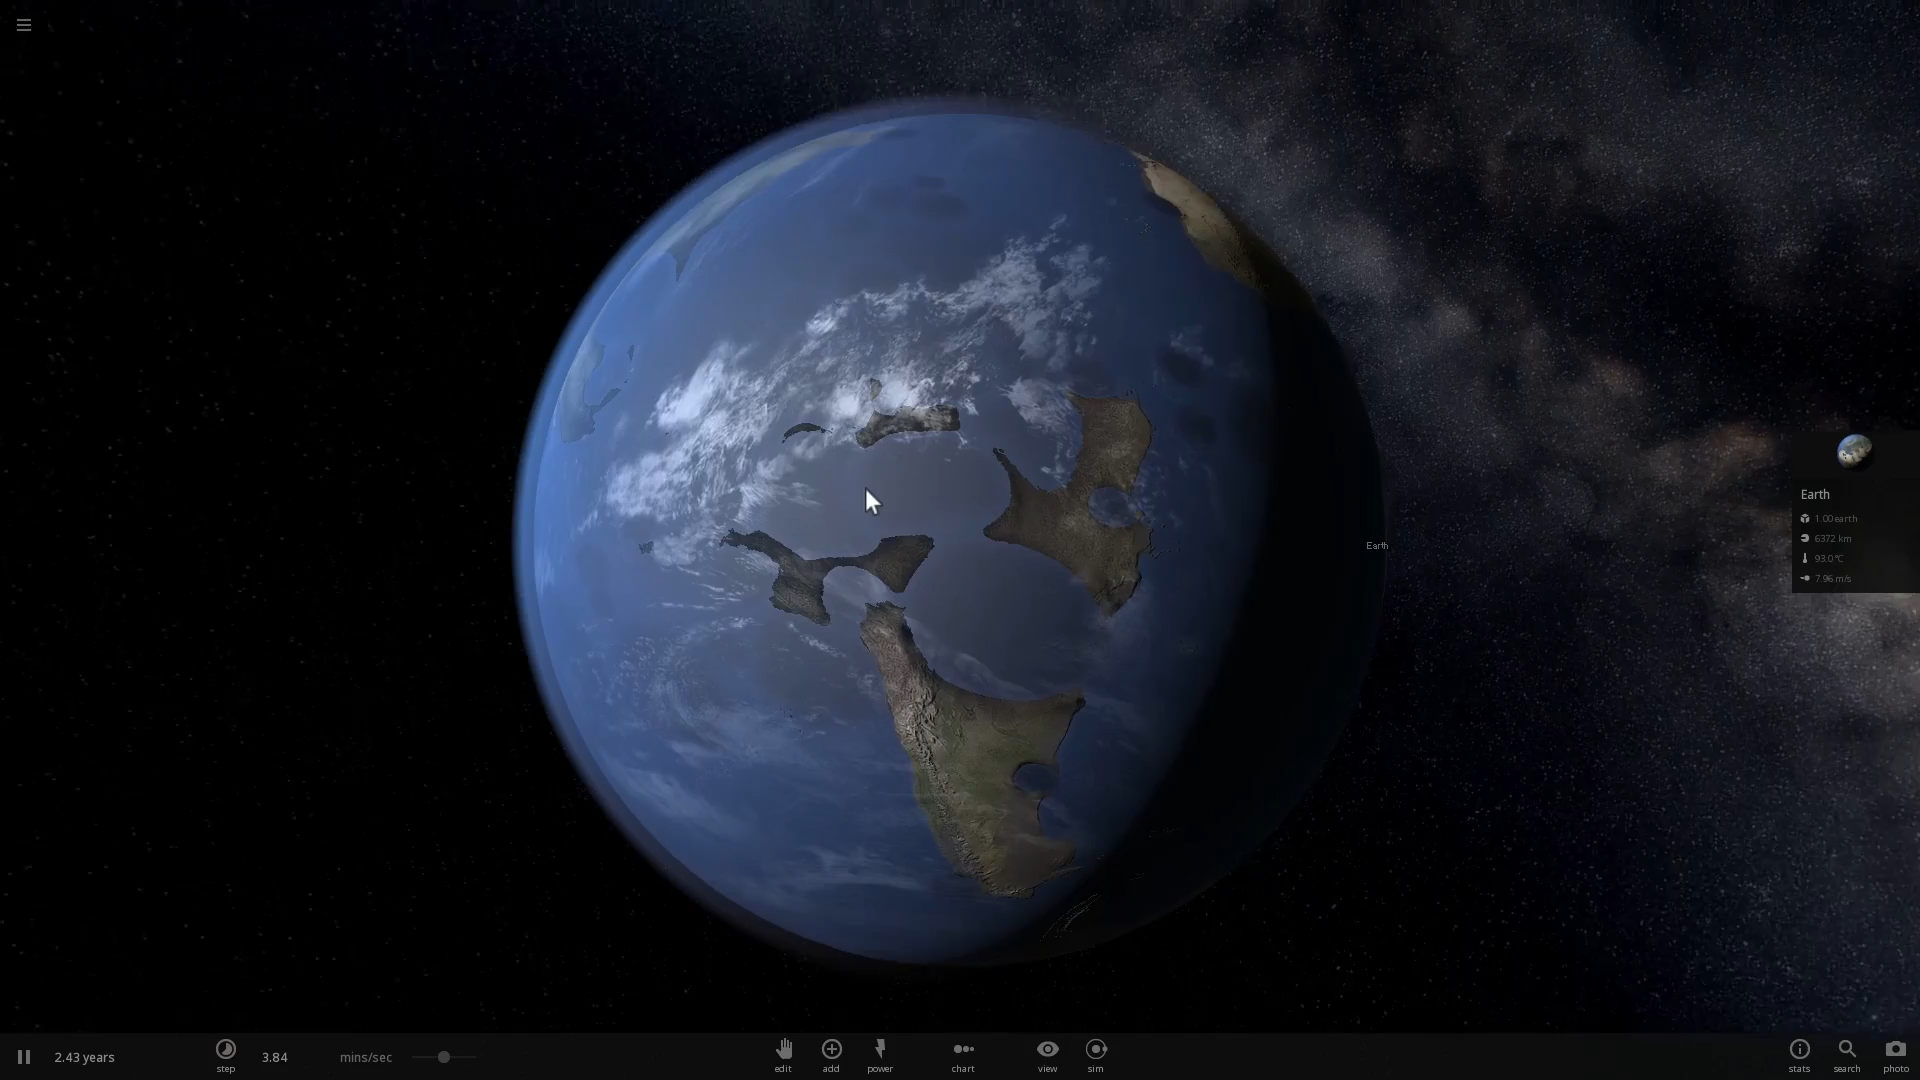 Earth
Earth
1.00 earth
6372 km
93.0 °C
7.96 m/s
2.43 years
step
3.84
mins/sec
edit
add
power
chart
view
sim
stats
search
photo